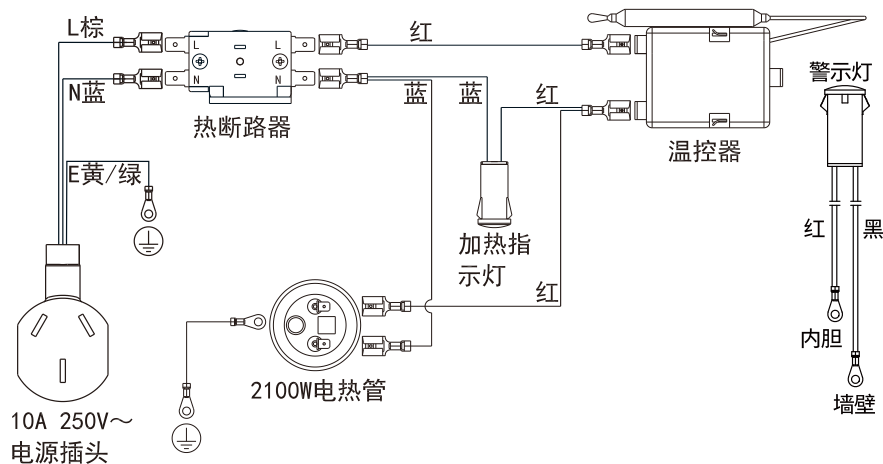 L棕
红
L
L
N
N
N蓝
热断路器
蓝
蓝
红
温控器
警示灯
E黄/绿
加热指
示灯
红
红
黑
2100W电热管
内胆
墙壁
10A 250V～
电源插头